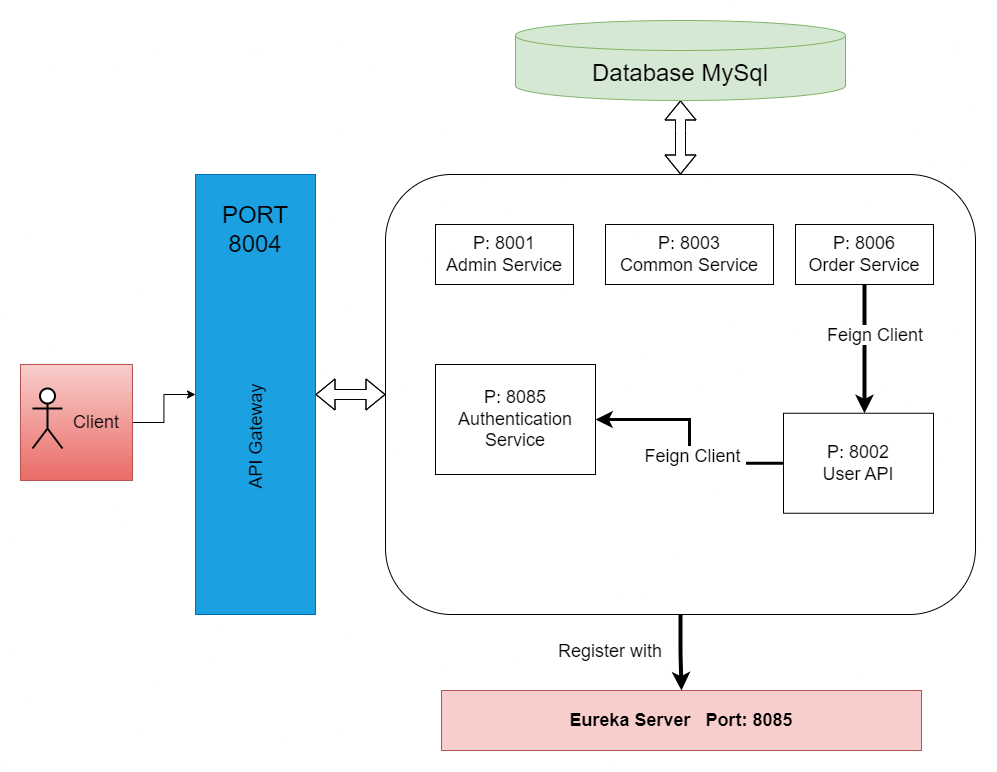 Database MySql
PORT
8004
API Gateway
Client
P: 8001
Admin Service
P: 8003
Common Service
P: 8006
Order Service
Feign Client
P: 8085
Authentication
Service
Feign Client
P: 8002
User API
Register with
Eureka Server   Port: 8085